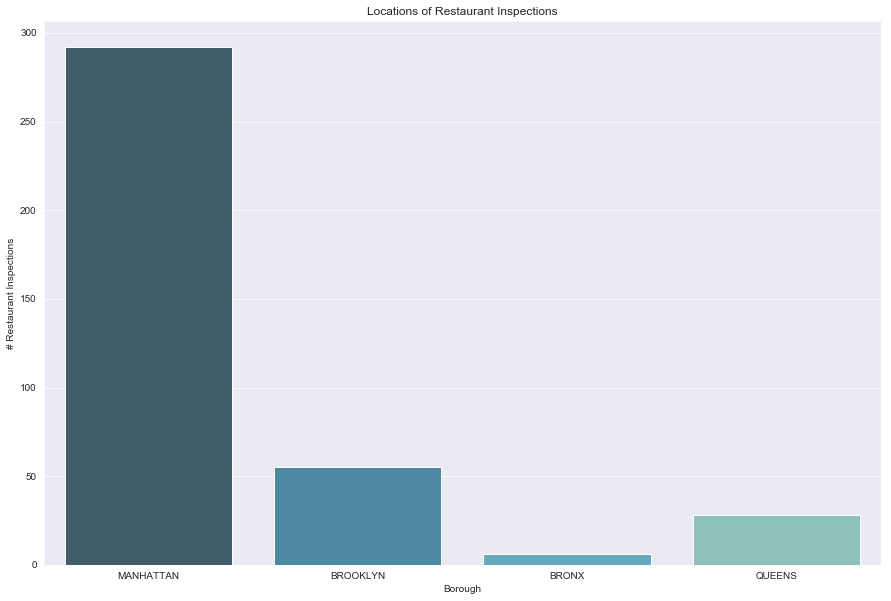 Locations of Restaurant Inspections
# Restaurant Inspections
300
250
200
150
100
50
0
MANHATTAN BROOKLYN BRONX QUEENS
Borough